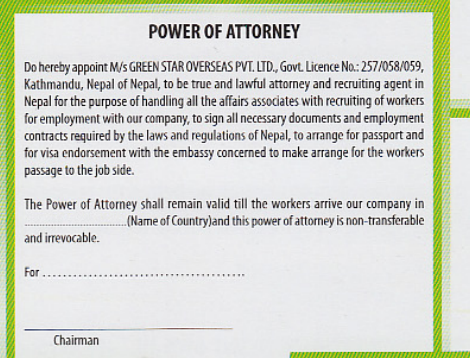 POWER OF ATTORNEY
Do hereby appoint M/s GREEN STAR OVERSEAS PVT. LTD., Govt. Licence No.: 257/058/059,
Kathmandu, Nepal of Nepal, to be true and lawful attorney and recruiting agent in
Nepal for the purpose of handling all the affairs associates with recruiting of workers
for employment with our company, to sign all necessary documents and employment
contracts required by the laws and regulations of Nepal, to arrange for passport and
for visa endorsement with the embassy concerned to make arrange for the workers
passage to the job side.
The Power of Attorney shall remain valid till the workers arrive our company in
..................................(Name of Country)and this power of attorney is non-transferable
and irrevocable.
For ........................................
Chairman